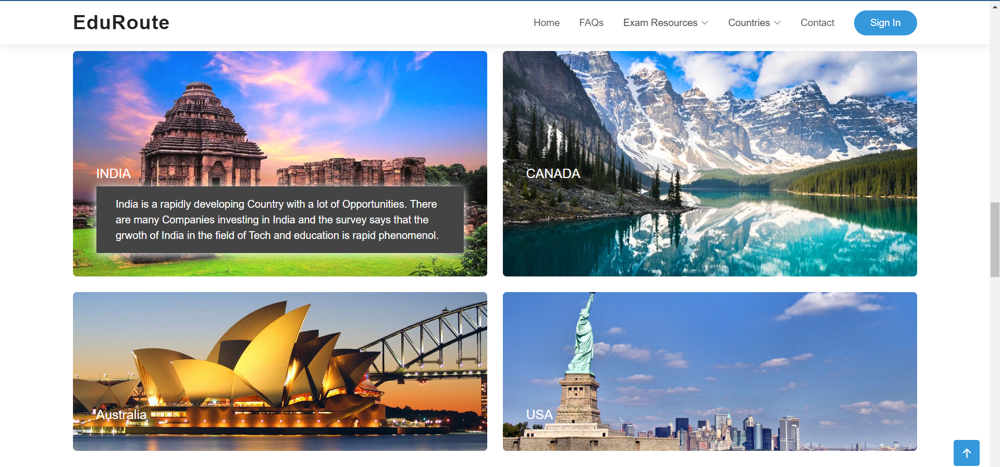 EduRoute
Home
FAQs
Exam Resources
Countries
Contact
Sign In
INDIA
India is a rapidly developing Country with a lot of Opportunities. There
are many Companies investing in India and the survey says that the
grwoth of India in the field of Tech and education is rapid phenomenol.
CANADA
Australia
USA